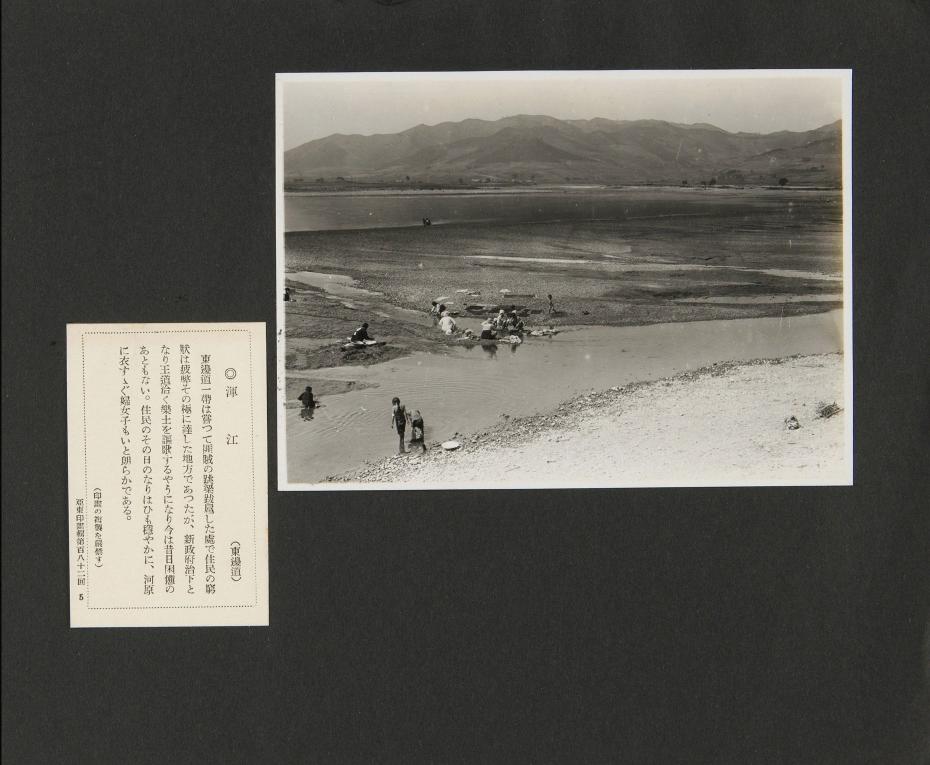 ◎渾江
(東邊道)
東邊道一帶は甞つて匪賊の跳梁跋扈した處で住民の窮
狀は疲弊その極に達した地方であつたが、新政府治下と
なり王道洽く樂土を謳歌するやうになり今は昔日困憊の
あともない。住民のその日のなりはひも穩やかに、河原
に衣すゝぐ婦女子もいと朗らかである。
(印畫の複製を嚴禁す)
亞東印畫輯第百八十二回 5